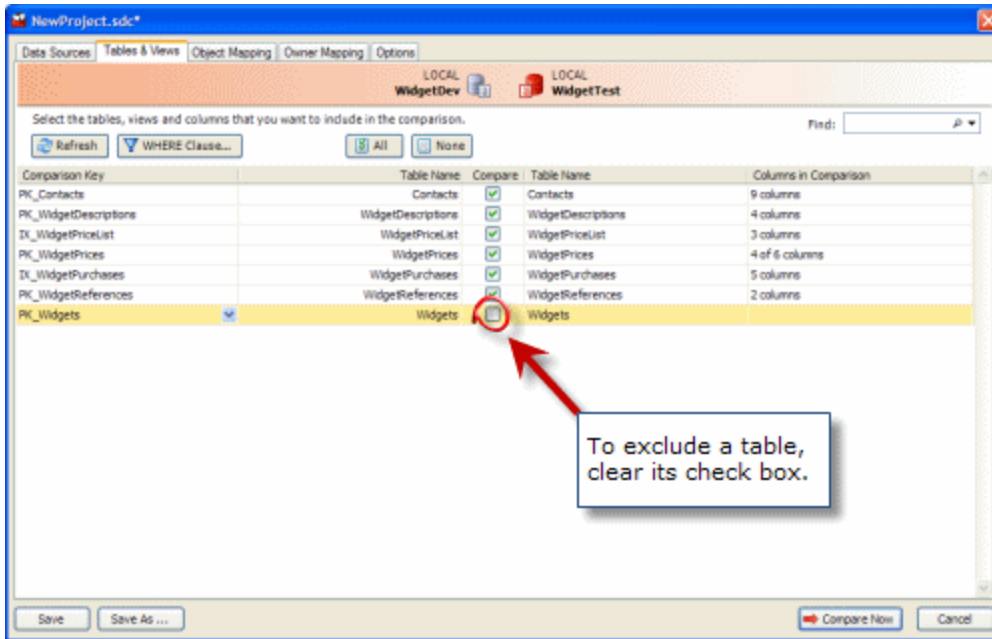 NewProject.sdc*
Data Sources Tables & Views Object Mapping Owner Mapping Options
LOCAL LOCAL
WidgetDev WidgetTest
Select the tables, views and columns that you want to include in the comparison. Find:
Refresh WHERE Clause... All None
Comparison Key Table Name Compare Table Name Columns in Comparison
PK_Contacts Contacts Contacts 9 columns
PK_WidgetDescriptions WidgetDescriptions WidgetDescriptions 4 columns
IX_WidgetPriceList WidgetPriceList WidgetPriceList 3 columns
PK_WidgetPrices WidgetPrices WidgetPrices 4 of 6 columns
IX_WidgetPurchases WidgetPurchases WidgetPurchases 5 columns
PK_WidgetReferences WidgetReferences WidgetReferences 2 columns
PK_Widgets Widgets Widgets
To exclude a table,
clear its check box.
Save Save As ... Compare Now Cancel